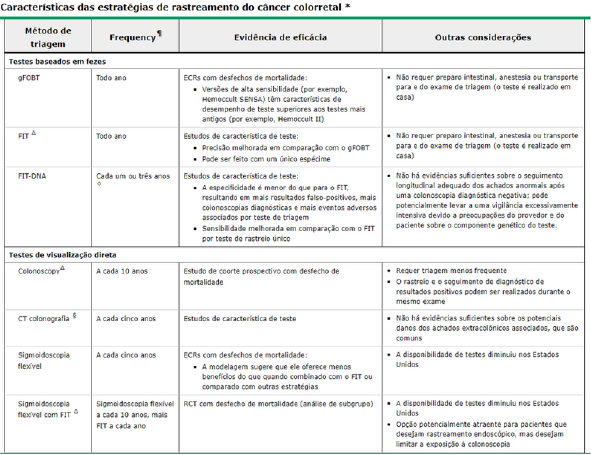 Características das estratégias de rastreamento do câncer colorretal *
Método de triagem Frequency¶ Evidência de eficácia Outras considerações
Testes baseados em fezes
gFOBT Todo ano ECRs com desfechos de mortalidade:
• Versões de alta sensibilidade (por exemplo,
Hemoccult SENSA) têm características de
desempenho de teste superiores aos testes mais
antigos (por exemplo, Hemoccult II)
• Não requer preparo intestinal, anestesia ou transporte
para e do exame de triagem (o teste é realizado em
casa)
FIT Δ Todo ano Estudos de característica de teste:
• Precisão melhorada em comparação com o gFOBT
• Pode ser feito com um único espécime
• Não requer preparo intestinal, anestesia ou transporte
para e do exame de triagem (o teste é realizado em
casa)
FIT-DNA Cada um ou três anos
◊
Estudos de característica de teste:
• A especificidade é menor do que para o FIT,
resultando em mais resultados falso-positivos, mais
colonoscopias diagnósticas e mais eventos adversos
associados por teste de triagem
• Sensibilidade melhorada em comparação com o FIT
por teste de rastreio único
• Não há evidências suficientes sobre o seguimento
longitudinal adequado dos achados anormais após
uma colonoscopia diagnóstica negativa; pode
potencialmente levar a uma vigilância excessivamente
intensiva devido a preocupações do provedor e do
paciente sobre o componente genético do teste.
Testes de visualização direta
ColonoscopyΔ A cada 10 anos Estudo de coorte prospectivo com desfecho de
mortalidade
• Requer triagem menos frequente
• O rastreio e o seguimento de diagnóstico de
resultados positivos podem ser realizados durante o
mesmo exame
CT colonografia § A cada cinco anos Estudos de característica de teste
• Não há evidências suficientes sobre os potenciais
danos dos achados extracolônicos associados, que são
comuns
Sigmoidoscopia
flexível
A cada cinco anos ECRs com desfechos de mortalidade:
• A modelagem sugere que ele oferece menos
benefícios do que quando combinado com o FIT ou
comparado com outras estratégias
• A disponibilidade de testes diminuiu nos Estados
Unidos
Sigmoidoscopia
flexível com FIT Δ
Sigmoidoscopia flexível
a cada 10 anos, mais
FIT a cada ano
RCT com desfecho de mortalidade (análise de subgrupo)
• A disponibilidade de testes diminuiu nos Estados
Unidos
• Opção potencialmente atraente para pacientes que
desejam rastreamento endoscópico, mas desejam
limitar a exposição à colonoscopia